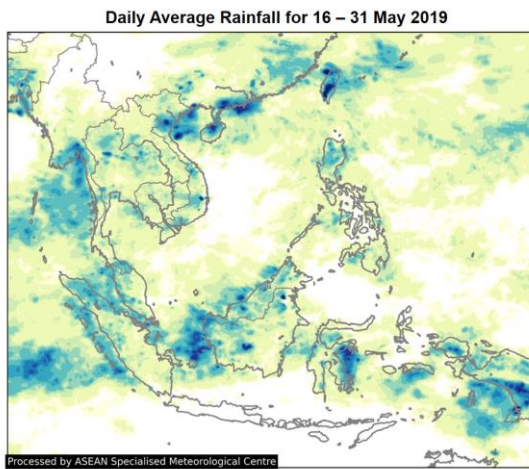 Daily Average Rainfall for 16 – 31 May 2019
Processed by ASEAN Specialised Meteorological Centre